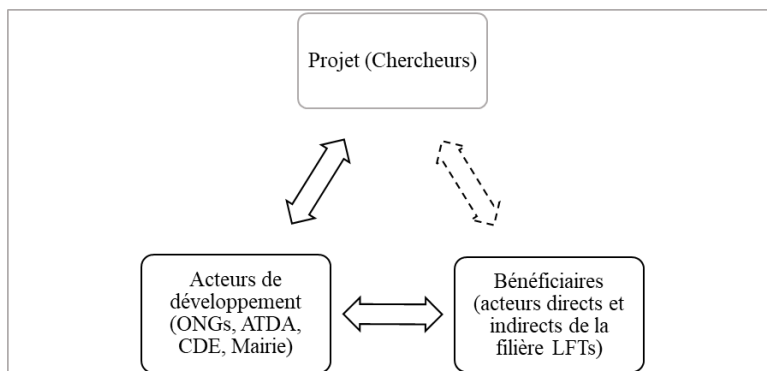 Projet (Chercheurs)
Acteurs de
développement
(ONGs, ATDA,
CDE, Mairie)
Bénéficiaires
(acteurs directs et
indirects de la
filière LFTs)